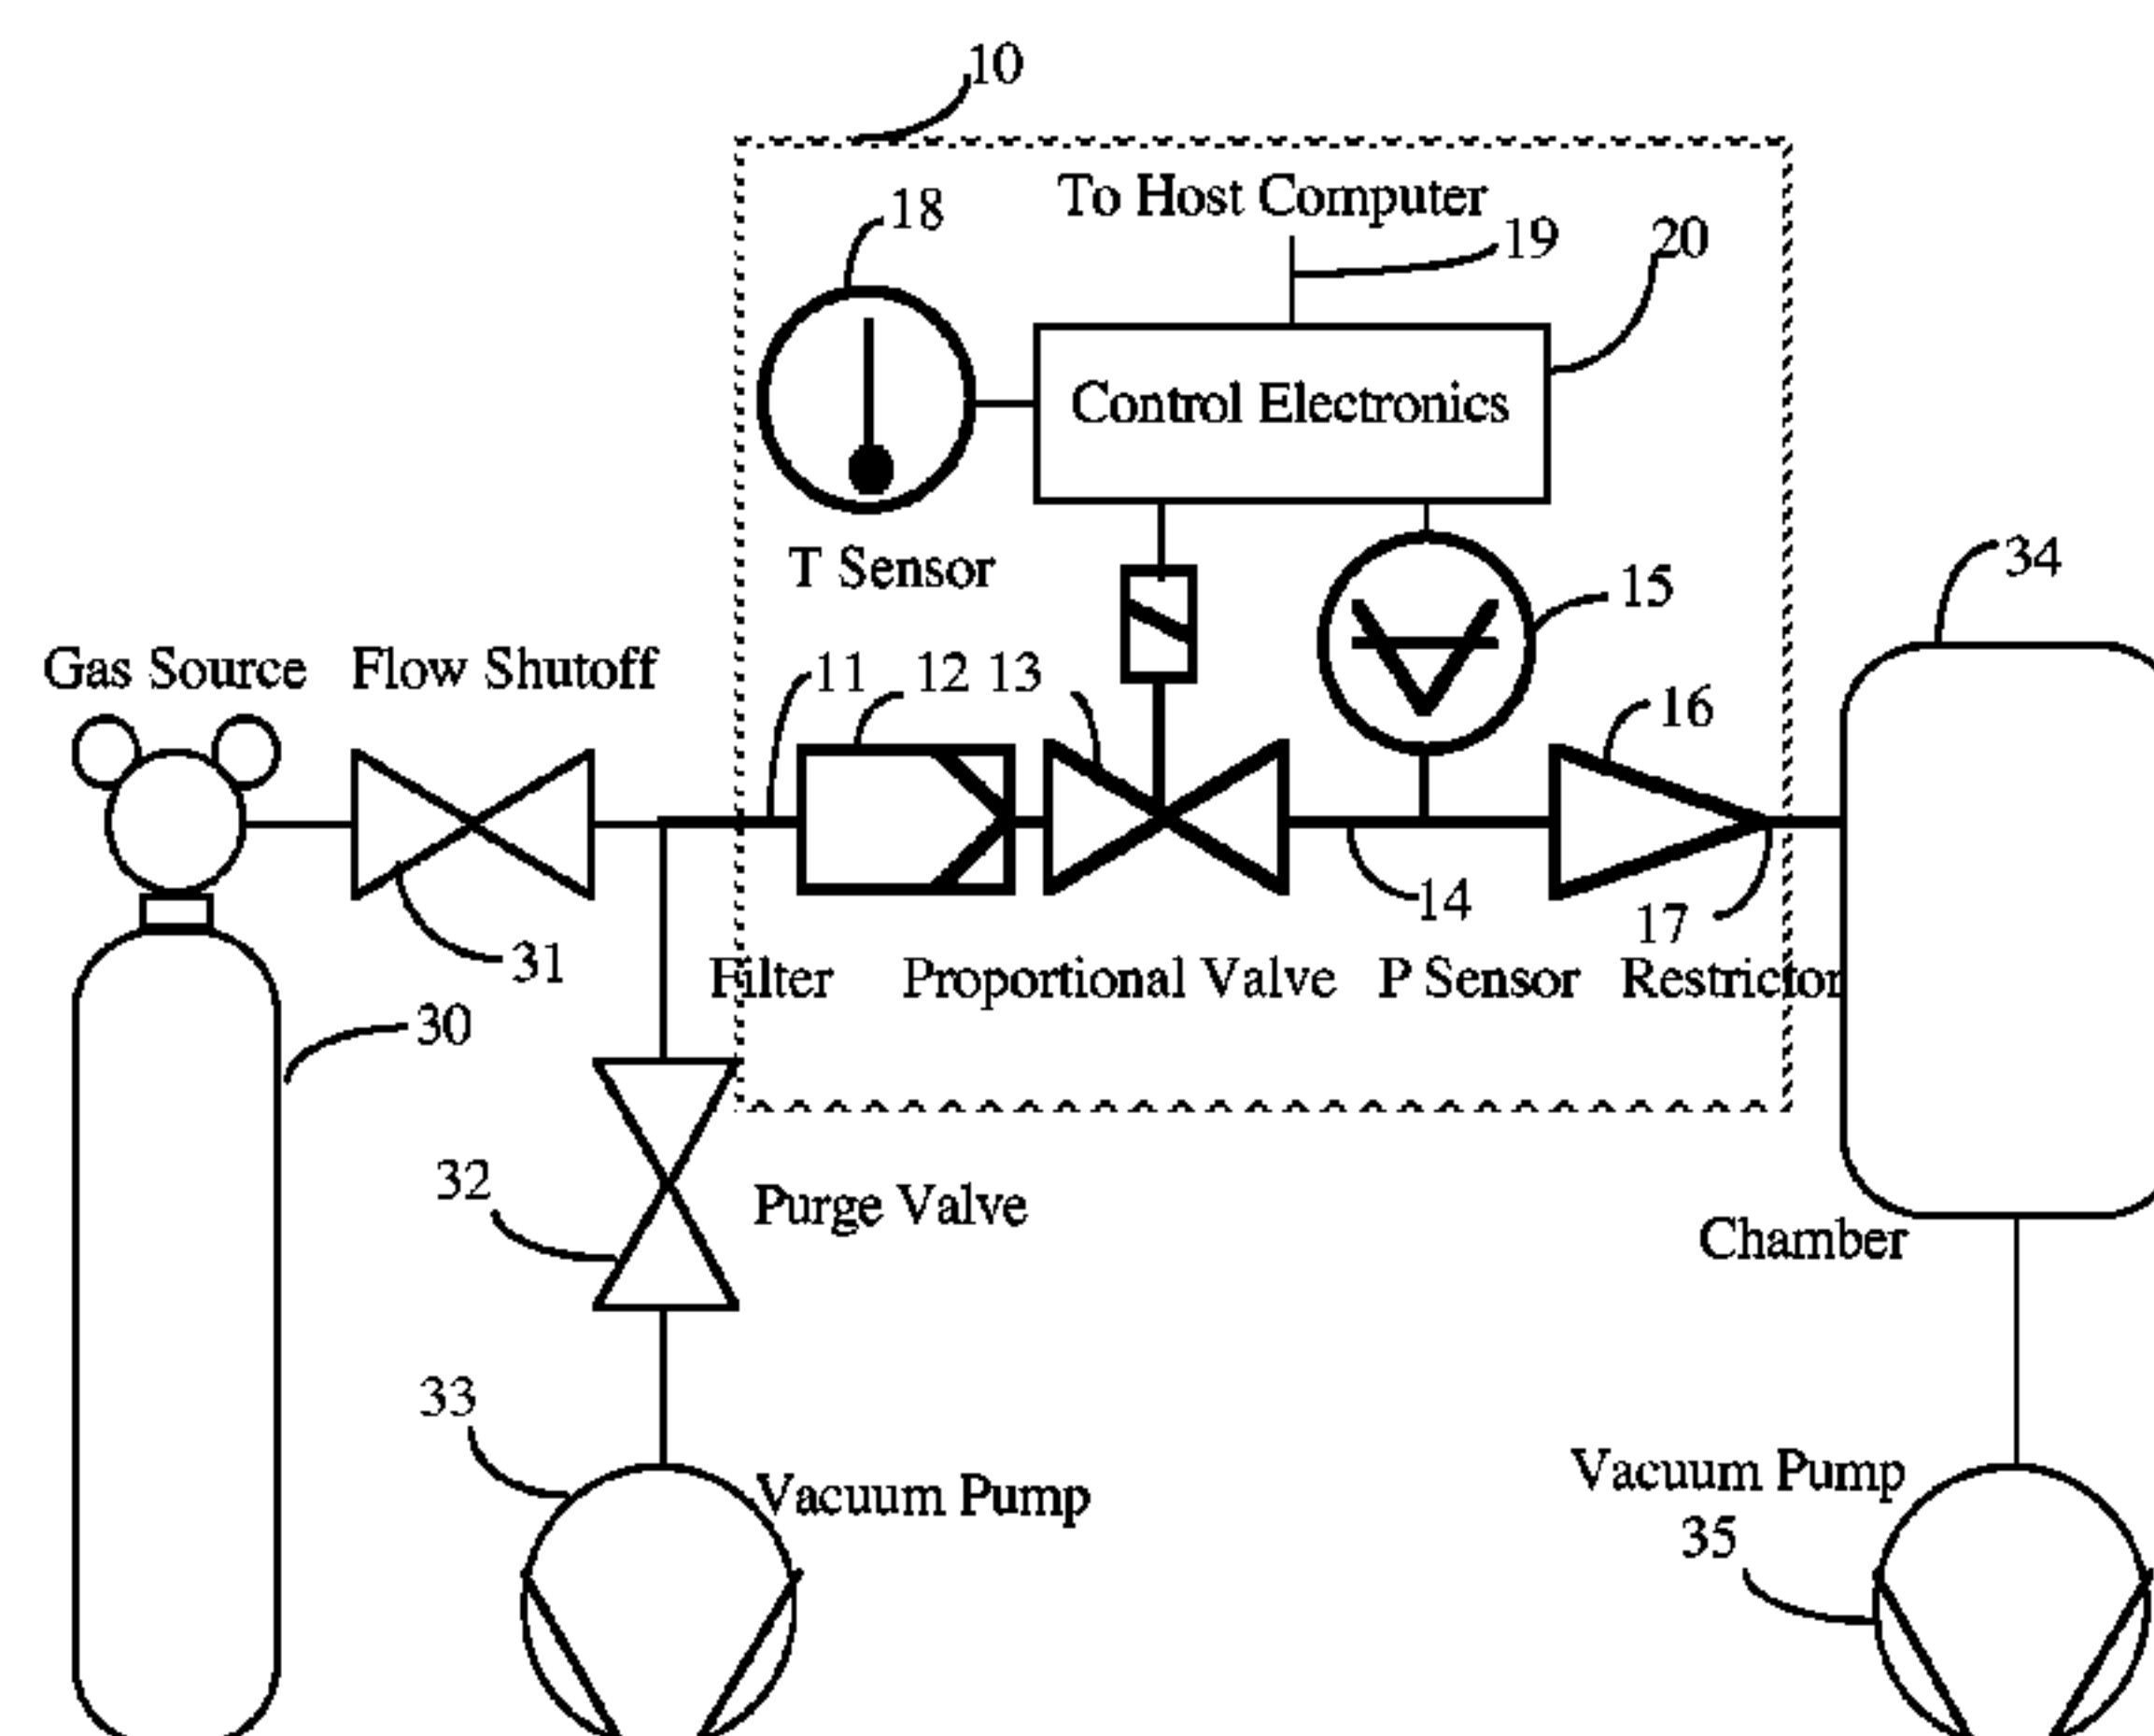 10
To Host Computer
18
19
20
Control Electronics
T Sensor
15
34
Gas Source
Flow Shutoff
11
12
13
16
14
17
31
Filter
Proportional Valve
P Sensor
Restrictor
30
32
Purge Valve
Chamber
33
Vacuum Pump
Vacuum Pump
35